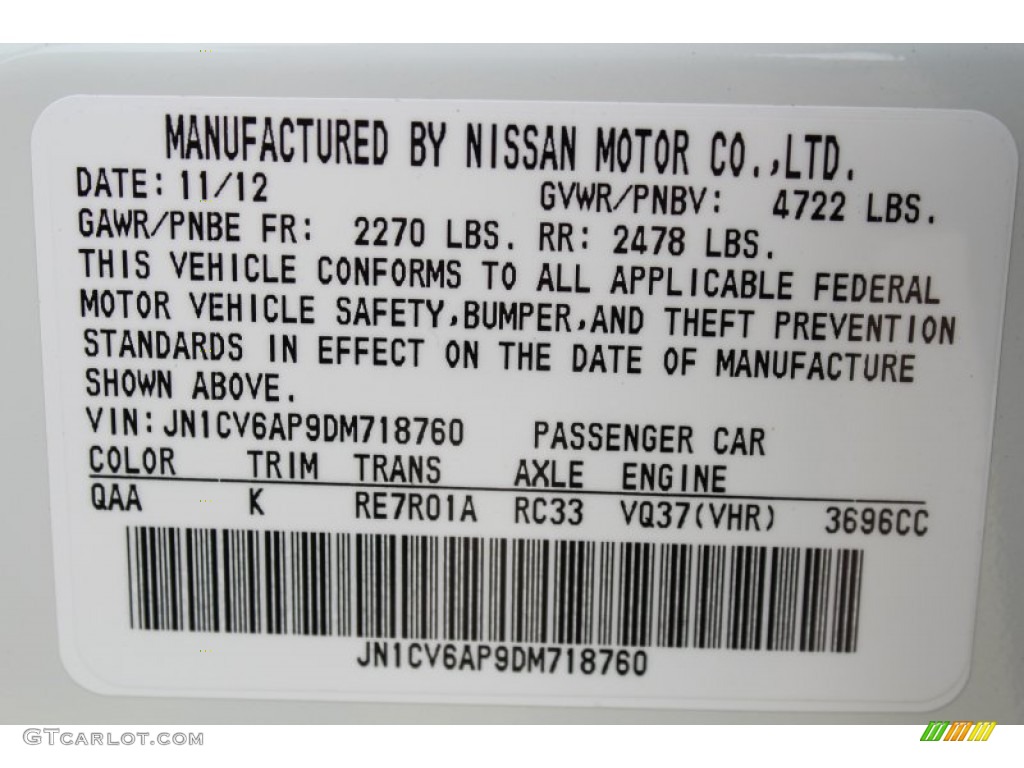 MANUFACTURED BY NISSAN MOTOR CO.,LTD.
DATE: 11/12 GVWR/PNBV: 4722 LBS.
GAWR/PNBE FR: 2270 LBS. RR: 2478 LBS.
THIS VEHICLE CONFORMS TO ALL APPLICABLE FEDERAL
MOTOR VEHICLE SAFETY,BUMPER,AND THEFT PREVENTION
STANDARDS IN EFFECT ON THE DATE OF MANUFACTURE
SHOWN ABOVE.
VIN:JN1CV6AP9DM718760 PASSENGER CAR
COLOR TRIM TRANS AXLE ENGINE
QAA K RE7R01A RC33 VQ37(VHR) 3696CC
JN1CV6AP9DM718760
GTCARLOT.COM